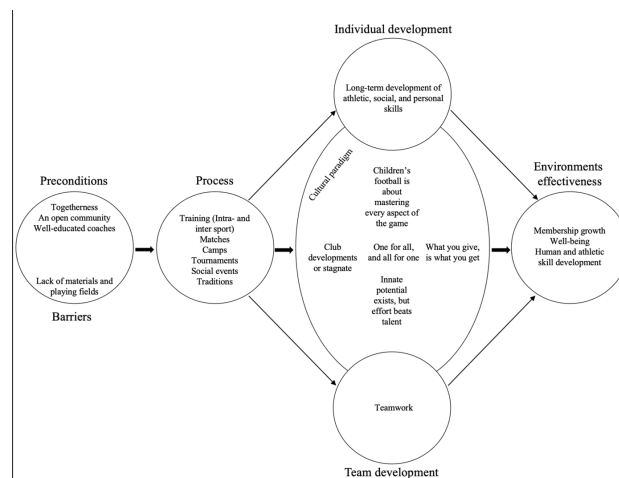 Individual development
Long-term development of
athletic, social, and personal
skills
Preconditions
Togetherness
An open community
Well-educated coaches
Lack of materials and
playing fields
Barriers
Process
Training (Intra- and
inter sport)
Matches
Camps
Tournaments
Social events
Traditions
Cultural paradigm
Children's
football is
about
mastering
every aspect of
the game
Club
developments
or stagnate
One for all,
and all for one
What you give,
is what you get
Innate
potential
exists, but
effort beats
talent
Environments
effectiveness
Membership growth
Well-being
Human and athletic
skill development
Teamwork
Team development